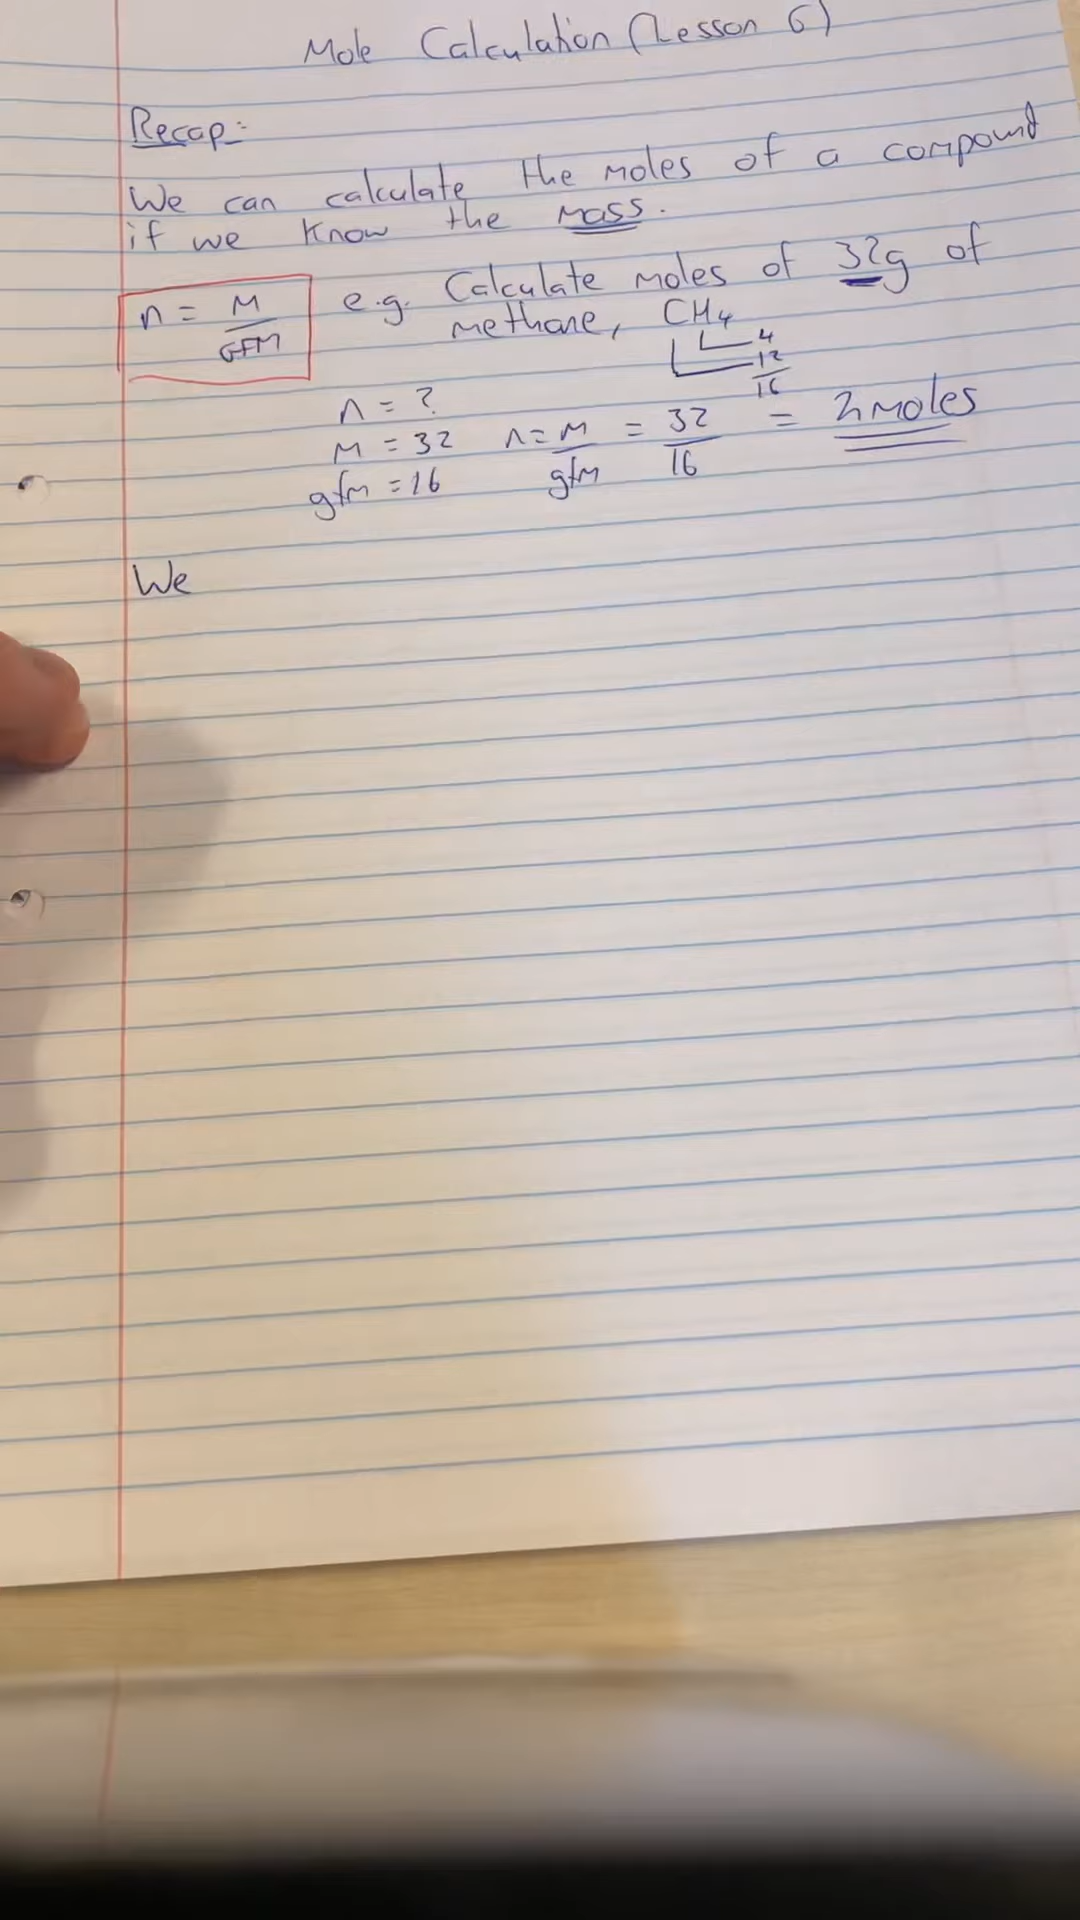 Mole Calculation (Lesson 6)
Recap:
We can calculate the moles of a compound
if we know the mass.
n = M
GFM
e.g. Calculate moles of 32g of
methane, CH4
4
12
16
n = ?
M = 32
gfm = 16
n = M = 32 = 2 moles
gfm 16
We